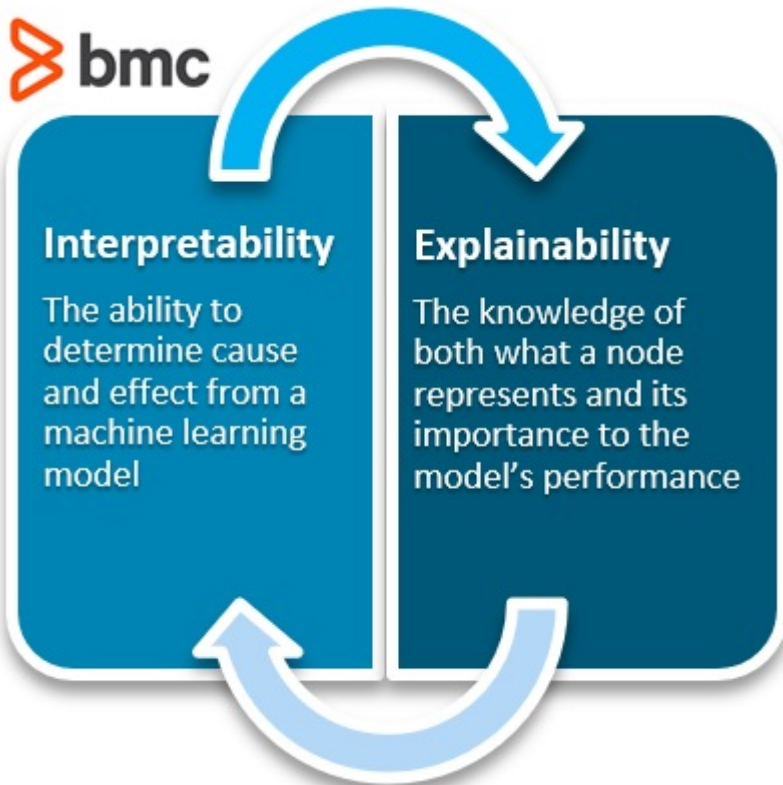 bmc
Interpretability
The ability to
determine cause
and effect from a
machine learning
model
Explainability
The knowledge of
both what a node
represents and its
importance to the
model’s performance